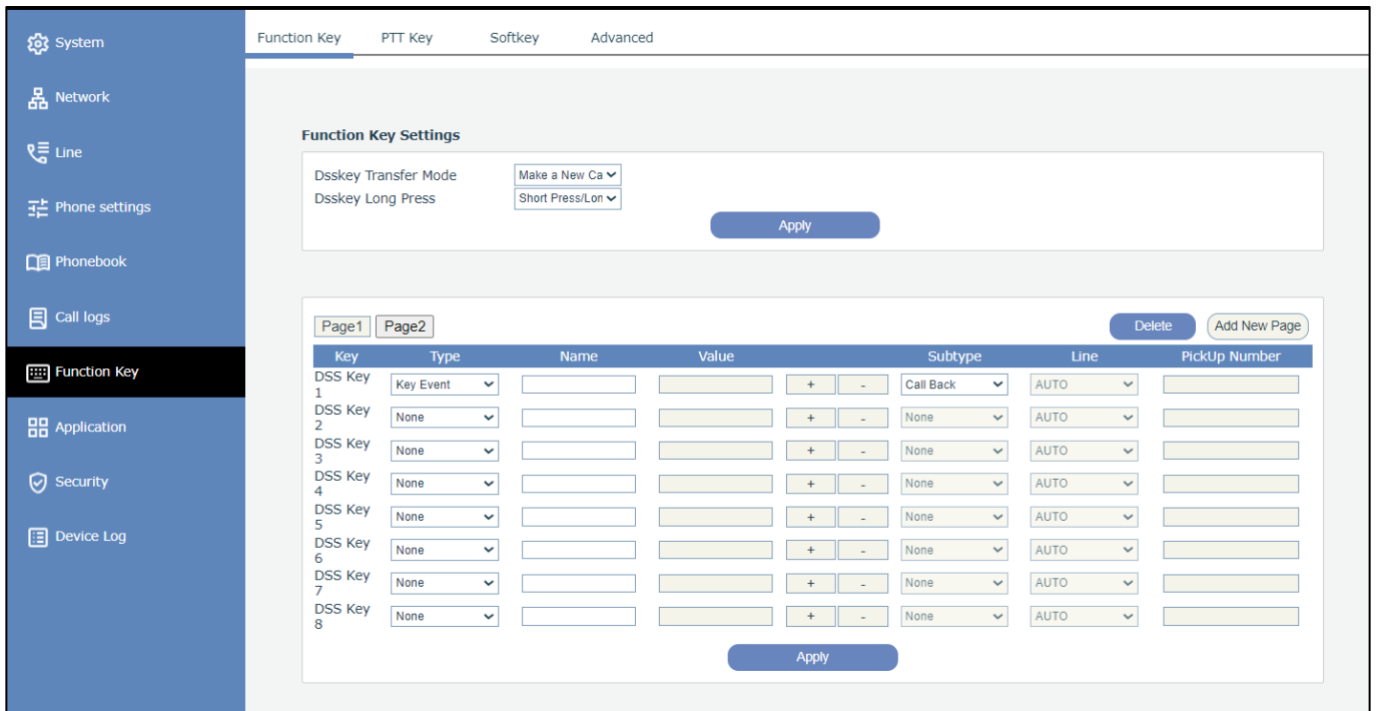 System
Network
Line
Phone settings
Phonebook
Call logs
Function Key
Application
Security
Device Log
Function Key PTT Key Softkey Advanced
Function Key Settings
Dsskey Transfer Mode Make a New Ca
Dsskey Long Press Short Press/Lon
Apply
Page1 Page2 Delete Add New Page
Key Type Name Value Subtype Line PickUp Number
DSS Key 1 Key Event + - Call Back AUTO
DSS Key 2 None + - None AUTO
DSS Key 3 None + - None AUTO
DSS Key 4 None + - None AUTO
DSS Key 5 None + - None AUTO
DSS Key 6 None + - None AUTO
DSS Key 7 None + - None AUTO
DSS Key 8 None + - None AUTO
Apply